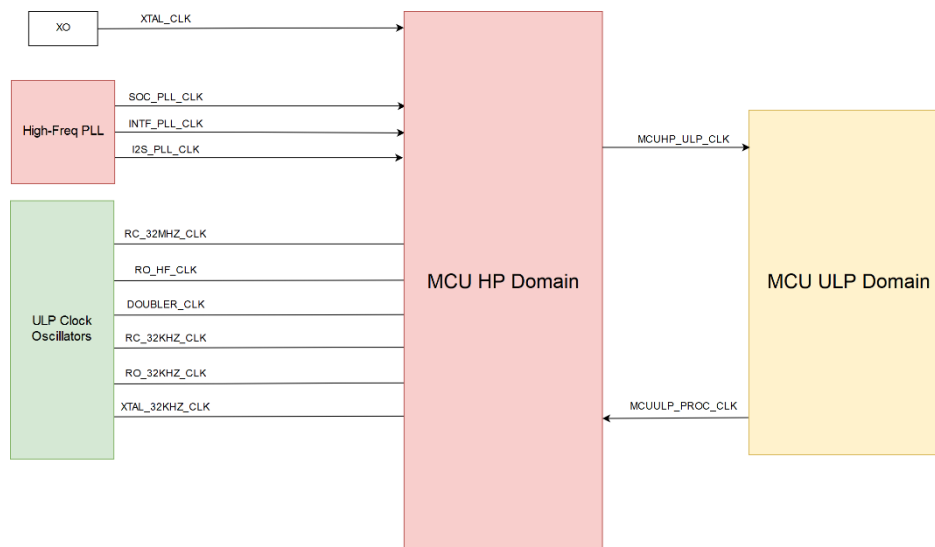 XO
XTAL_CLK
High-Freq PLL
SOC_PLL_CLK
INTF_PLL_CLK
I2S_PLL_CLK
ULP Clock
Oscillators
RC_32MHZ_CLK
RO_HF_CLK
DOUBLER_CLK
RC_32KHZ_CLK
RO_32KHZ_CLK
XTAL_32KHZ_CLK
MCU HP Domain
MCUHP_ULP_CLK
MCUULP_PROC_CLK
MCU ULP Domain